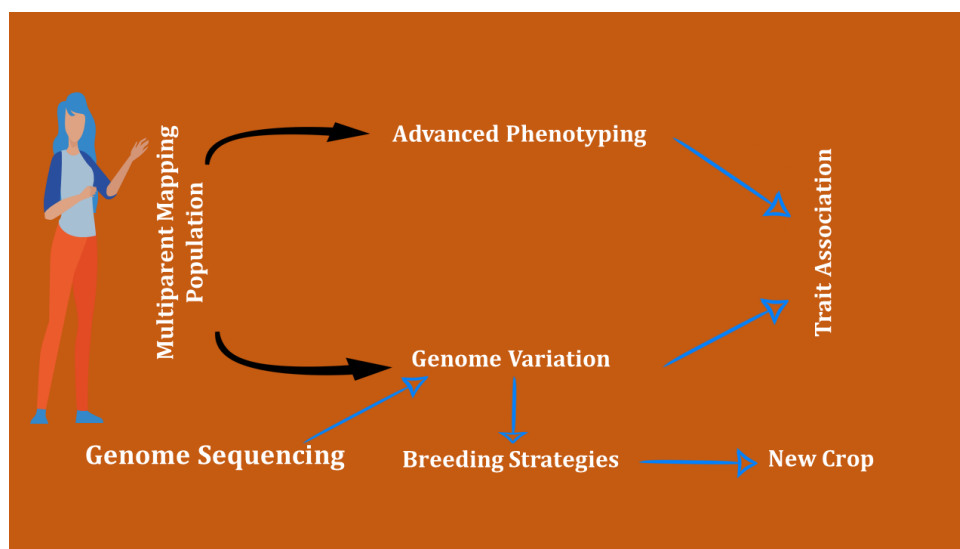 Multiparent Mapping
Population
Advanced Phenotyping
Trait Association
Genome Variation
Genome Sequencing
Breeding Strategies
New Crop